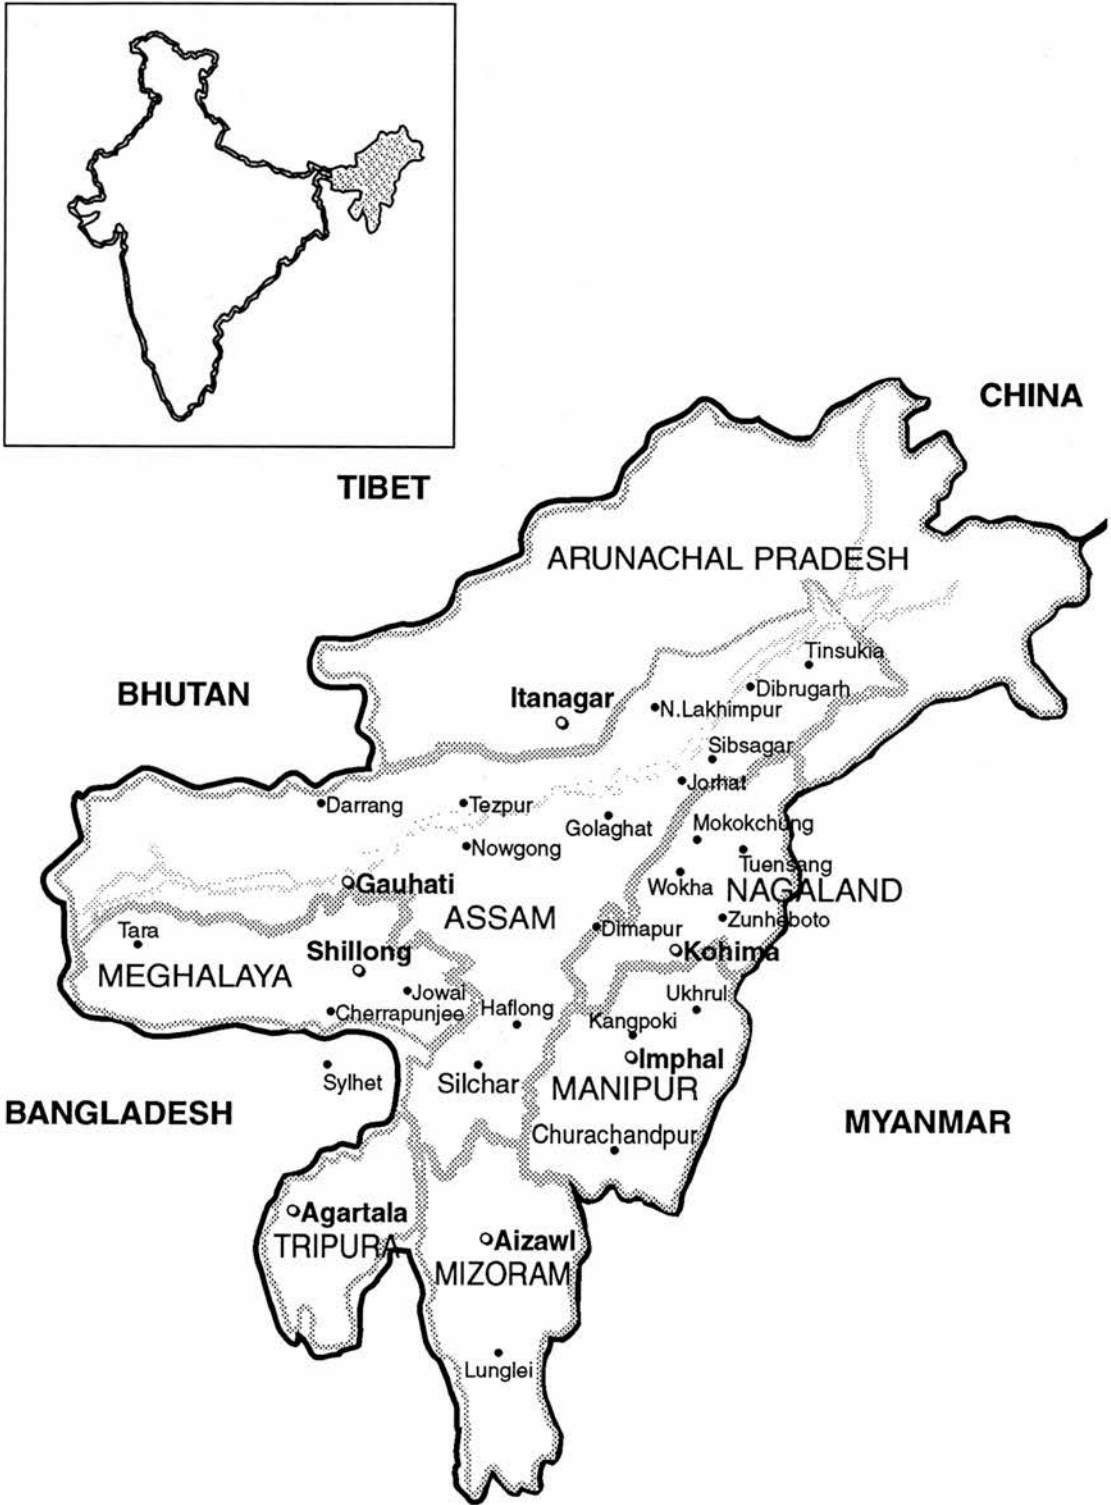 CHINA
TIBET
ARUNACHAL PRADESH
Tinsukia
BHUTAN
Itanagar
Dibrugarh
N.Lakhimpur
Sibsagar
Jorhat
Darrang
Tezpur
Golaghat
Mokokchung
Nowgong
Tuensang
Gauhati
Wokha
NAGALAND
ASSAM
Zunheboto
Tara
Dimapur
Shillong
Kohima
MEGHALAYA
Jowal
Ukhrul
Cherrapunjee
Haflong
Kangpoki
Imphal
Sylhet
Silchar
MANIPUR
BANGLADESH
MYANMAR
Churachandpur
Agartala
TRIPURA
Aizawl
MIZORAM
Lunglei